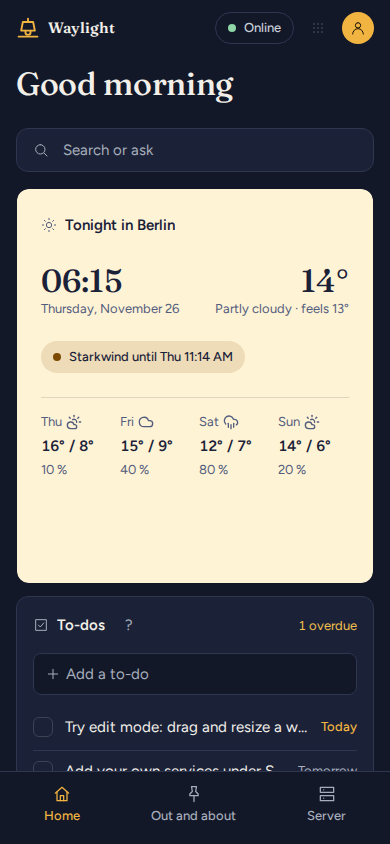 Waylight
Online
Good morning
Search or ask
Tonight in Berlin
06:15
14°
Thursday, November 26
Partly cloudy · feels 13°
Starkwind until Thu 11:14 AM
Thu Fri Sat Sun
16° / 8° 15° / 9° 12° / 7° 14° / 6°
10 % 40 % 80 % 20 %
To-dos ? 1 overdue
+ Add a to-do
Try edit mode: drag and resize a w... Today
Add your own services under S... Tomorrow
Home Out and about Server